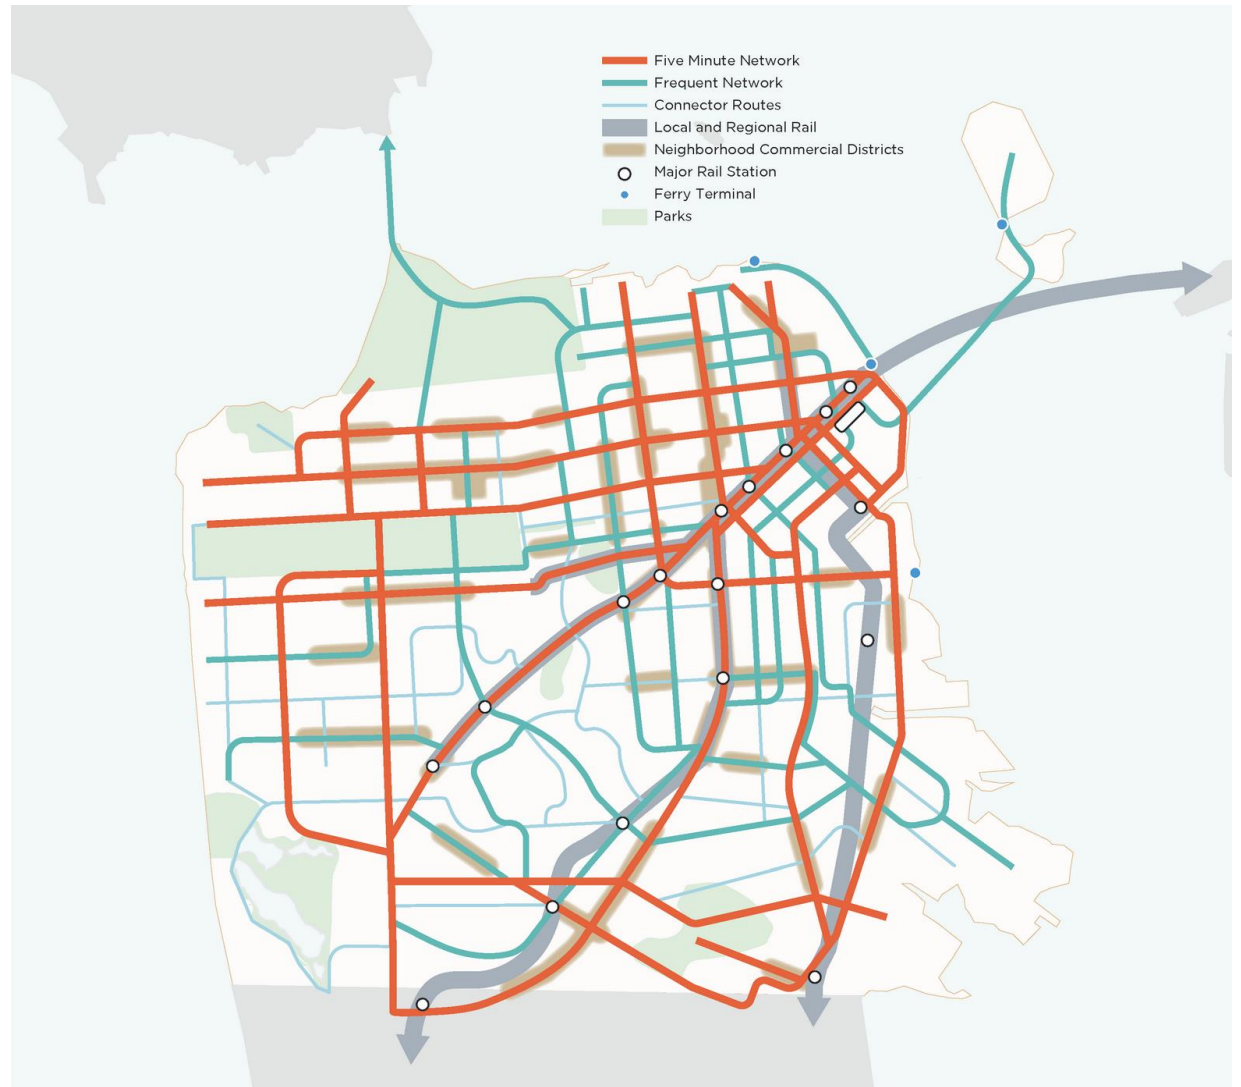 Five Minute Network
Frequent Network
Connector Routes
Local and Regional Rail
Neighborhood Commercial Districts
Major Rail Station
Ferry Terminal
Parks